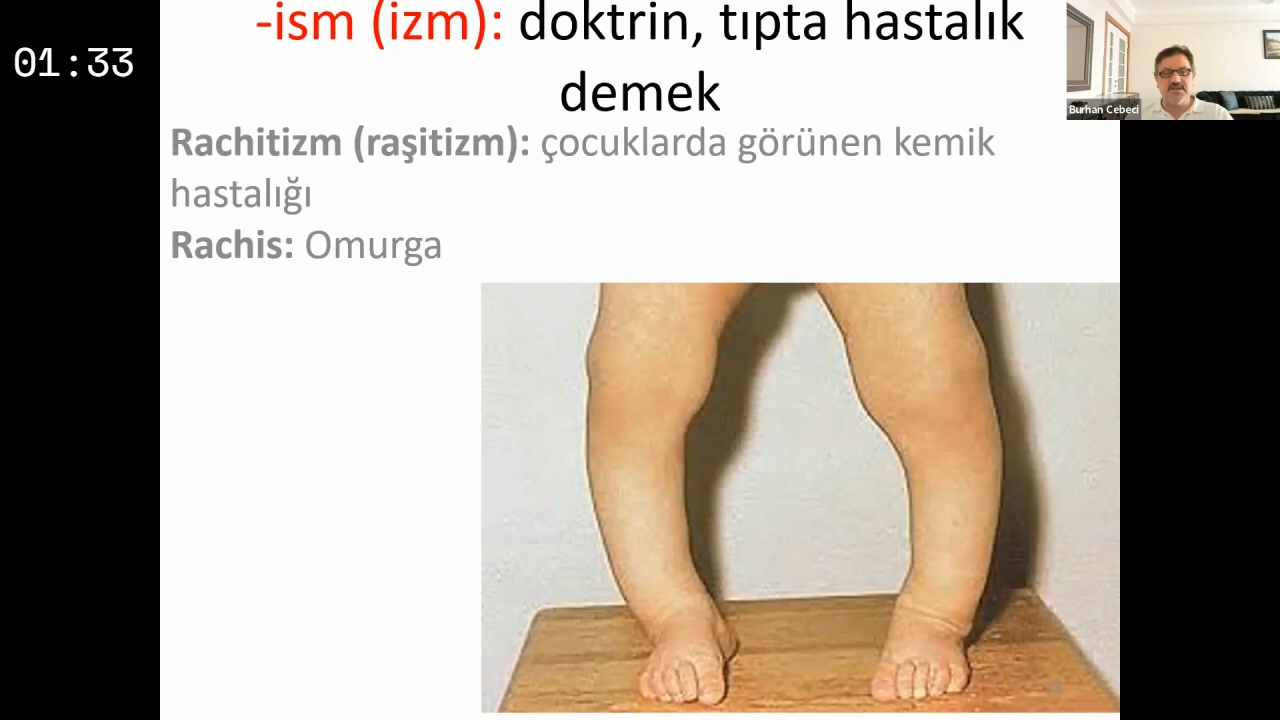 01:33
-ism (izm): doktrin, tıpta hastalık
demek
Burhan Cebeci
Rachitizm (raşitizm): çocuklarda görünen kemik
hastalığı
Rachis: Omurga